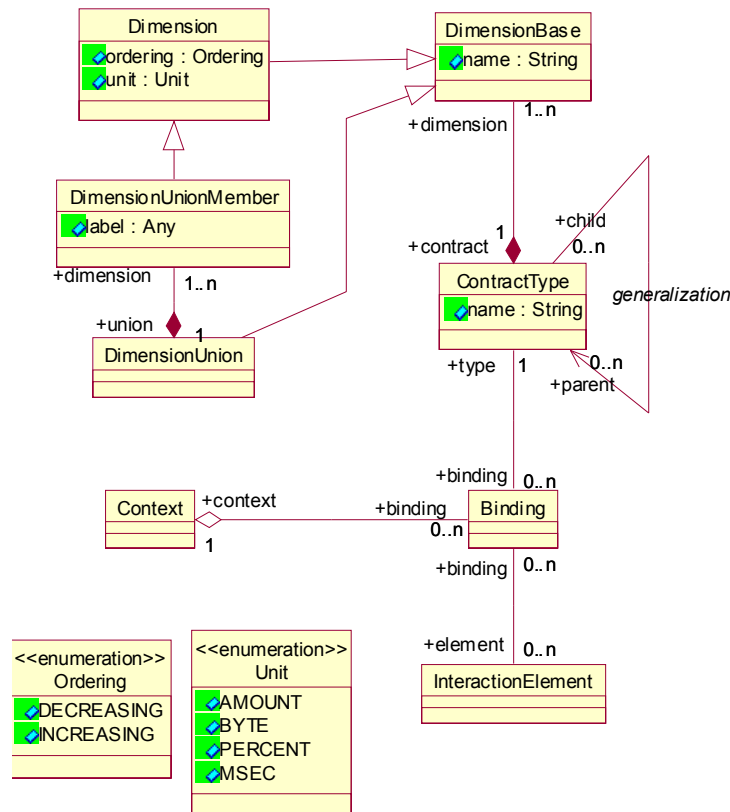 Dimension
ordering : Ordering
unit : Unit
DimensionBase
name : String
1..n
+dimension
DimensionUnionMember
label : Any
+dimension
1..n
+union
1
DimensionUnion
1
+contract
+child
0..n
ContractType
name : String
generalization
+type
1
0..n
+parent
+binding
0..n
Context
+context
1
+binding
0..n
Binding
+binding
0..n
+element
0..n
InteractionElement
<<enumeration>>
Ordering
DECREASING
INCREASING
<<enumeration>>
Unit
AMOUNT
BYTE
PERCENT
MSEC